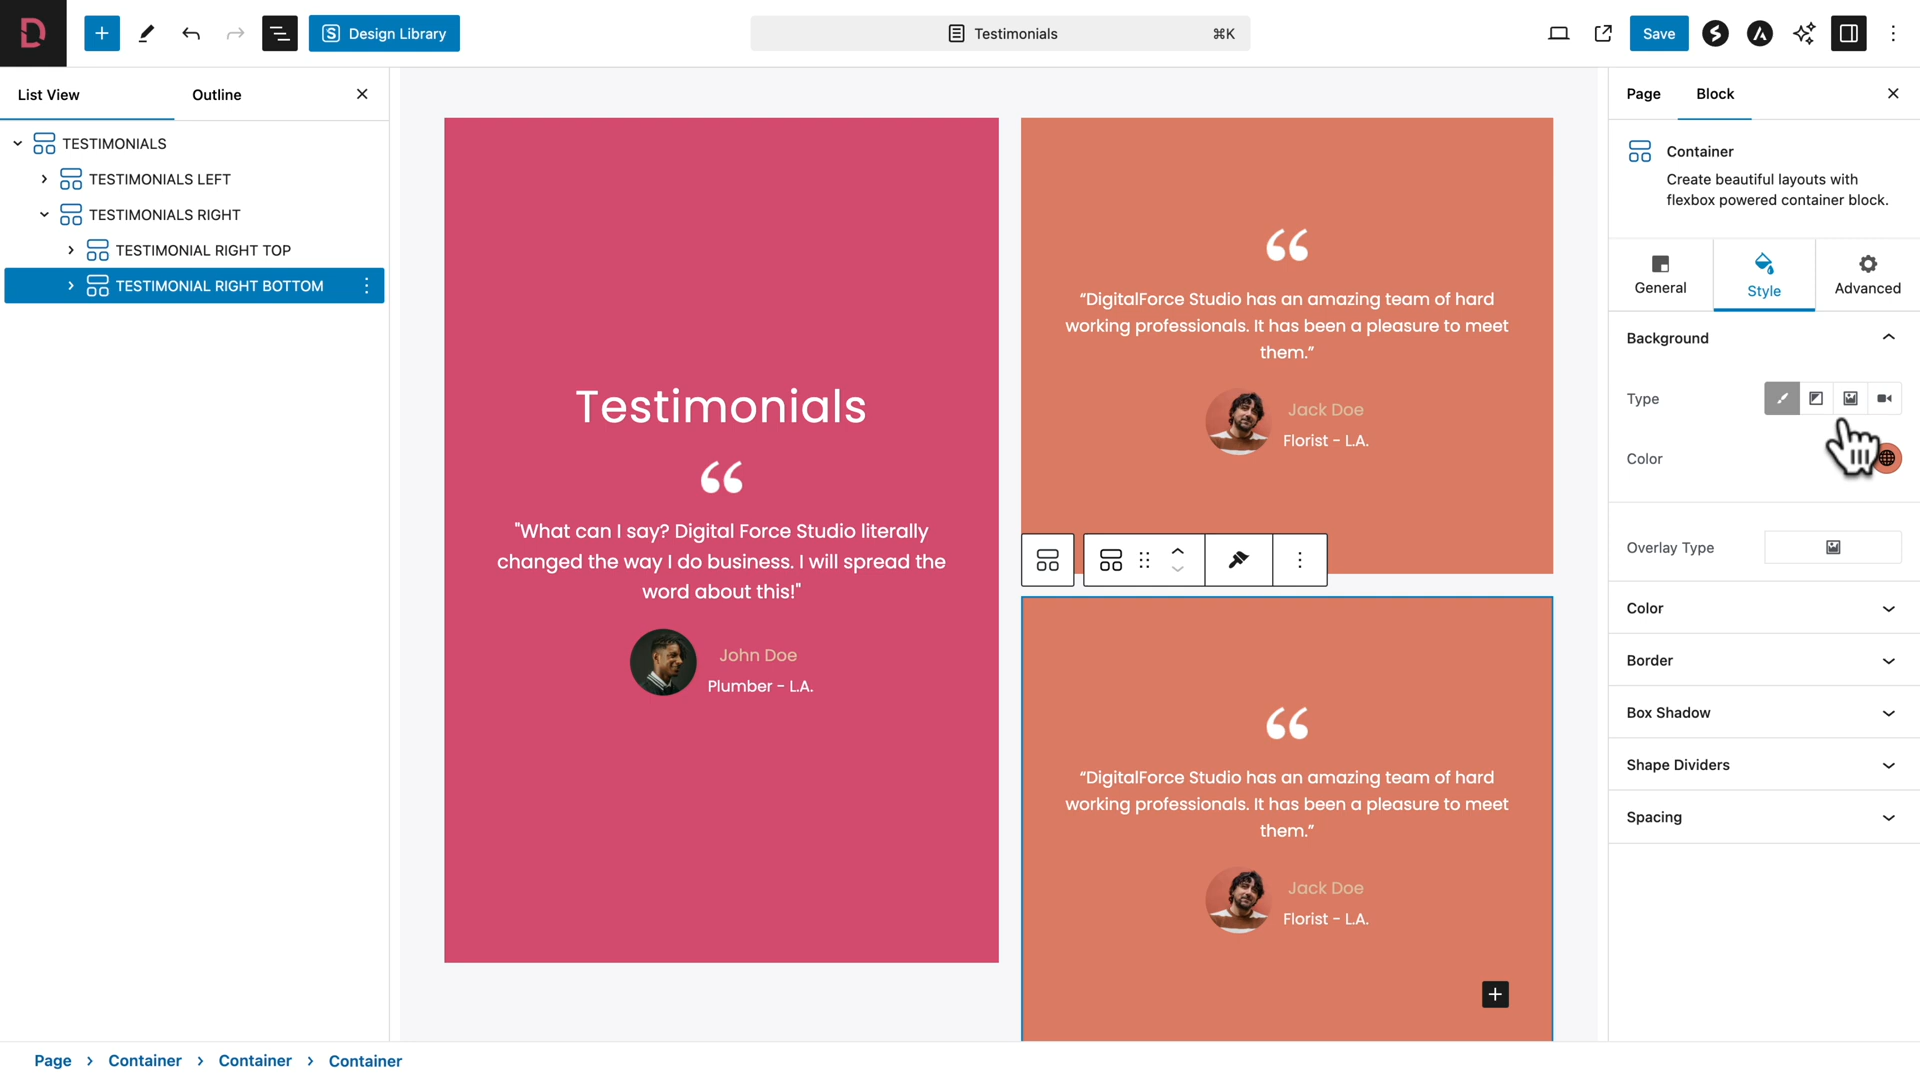 Design Library
Testimonials
⌘K
Save
List View
Outline
TESTIMONIALS
TESTIMONIALS LEFT
TESTIMONIALS RIGHT
TESTIMONIAL RIGHT TOP
TESTIMONIAL RIGHT BOTTOM
Testimonials
"What can I say? Digital Force Studio literally
changed the way I do business. I will spread the
word about this!"
John Doe
Plumber - L.A.
“DigitalForce Studio has an amazing team of hard
working professionals. It has been a pleasure to meet
them.”
Jack Doe
Florist - L.A.
“DigitalForce Studio has an amazing team of hard
working professionals. It has been a pleasure to meet
them.”
Jack Doe
Florist - L.A.
Page
Block
Container
Create beautiful layouts with
flexbox powered container block.
General
Style
Advanced
Background
Type
Color
Overlay Type
Color
Border
Box Shadow
Shape Dividers
Spacing
Page › Container › Container › Container